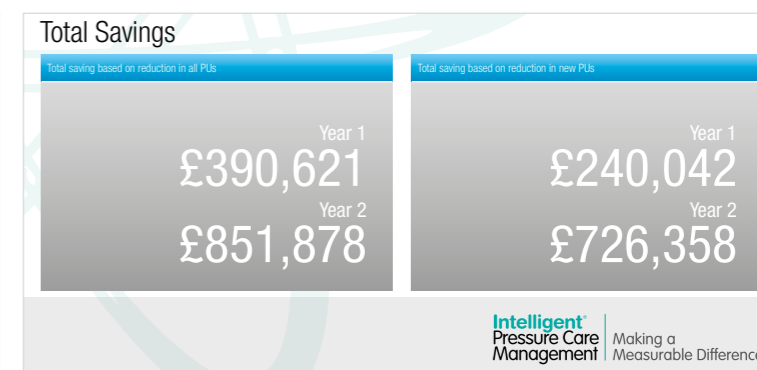 Total Savings
Total saving based on reduction in all PUs
Year 1
£390,621
Year 2
£851,878
Total saving based on reduction in new PUs
Year 1
£240,042
Year 2
£726,358
Intelligent®
Pressure Care
Management
Making a
Measurable Difference